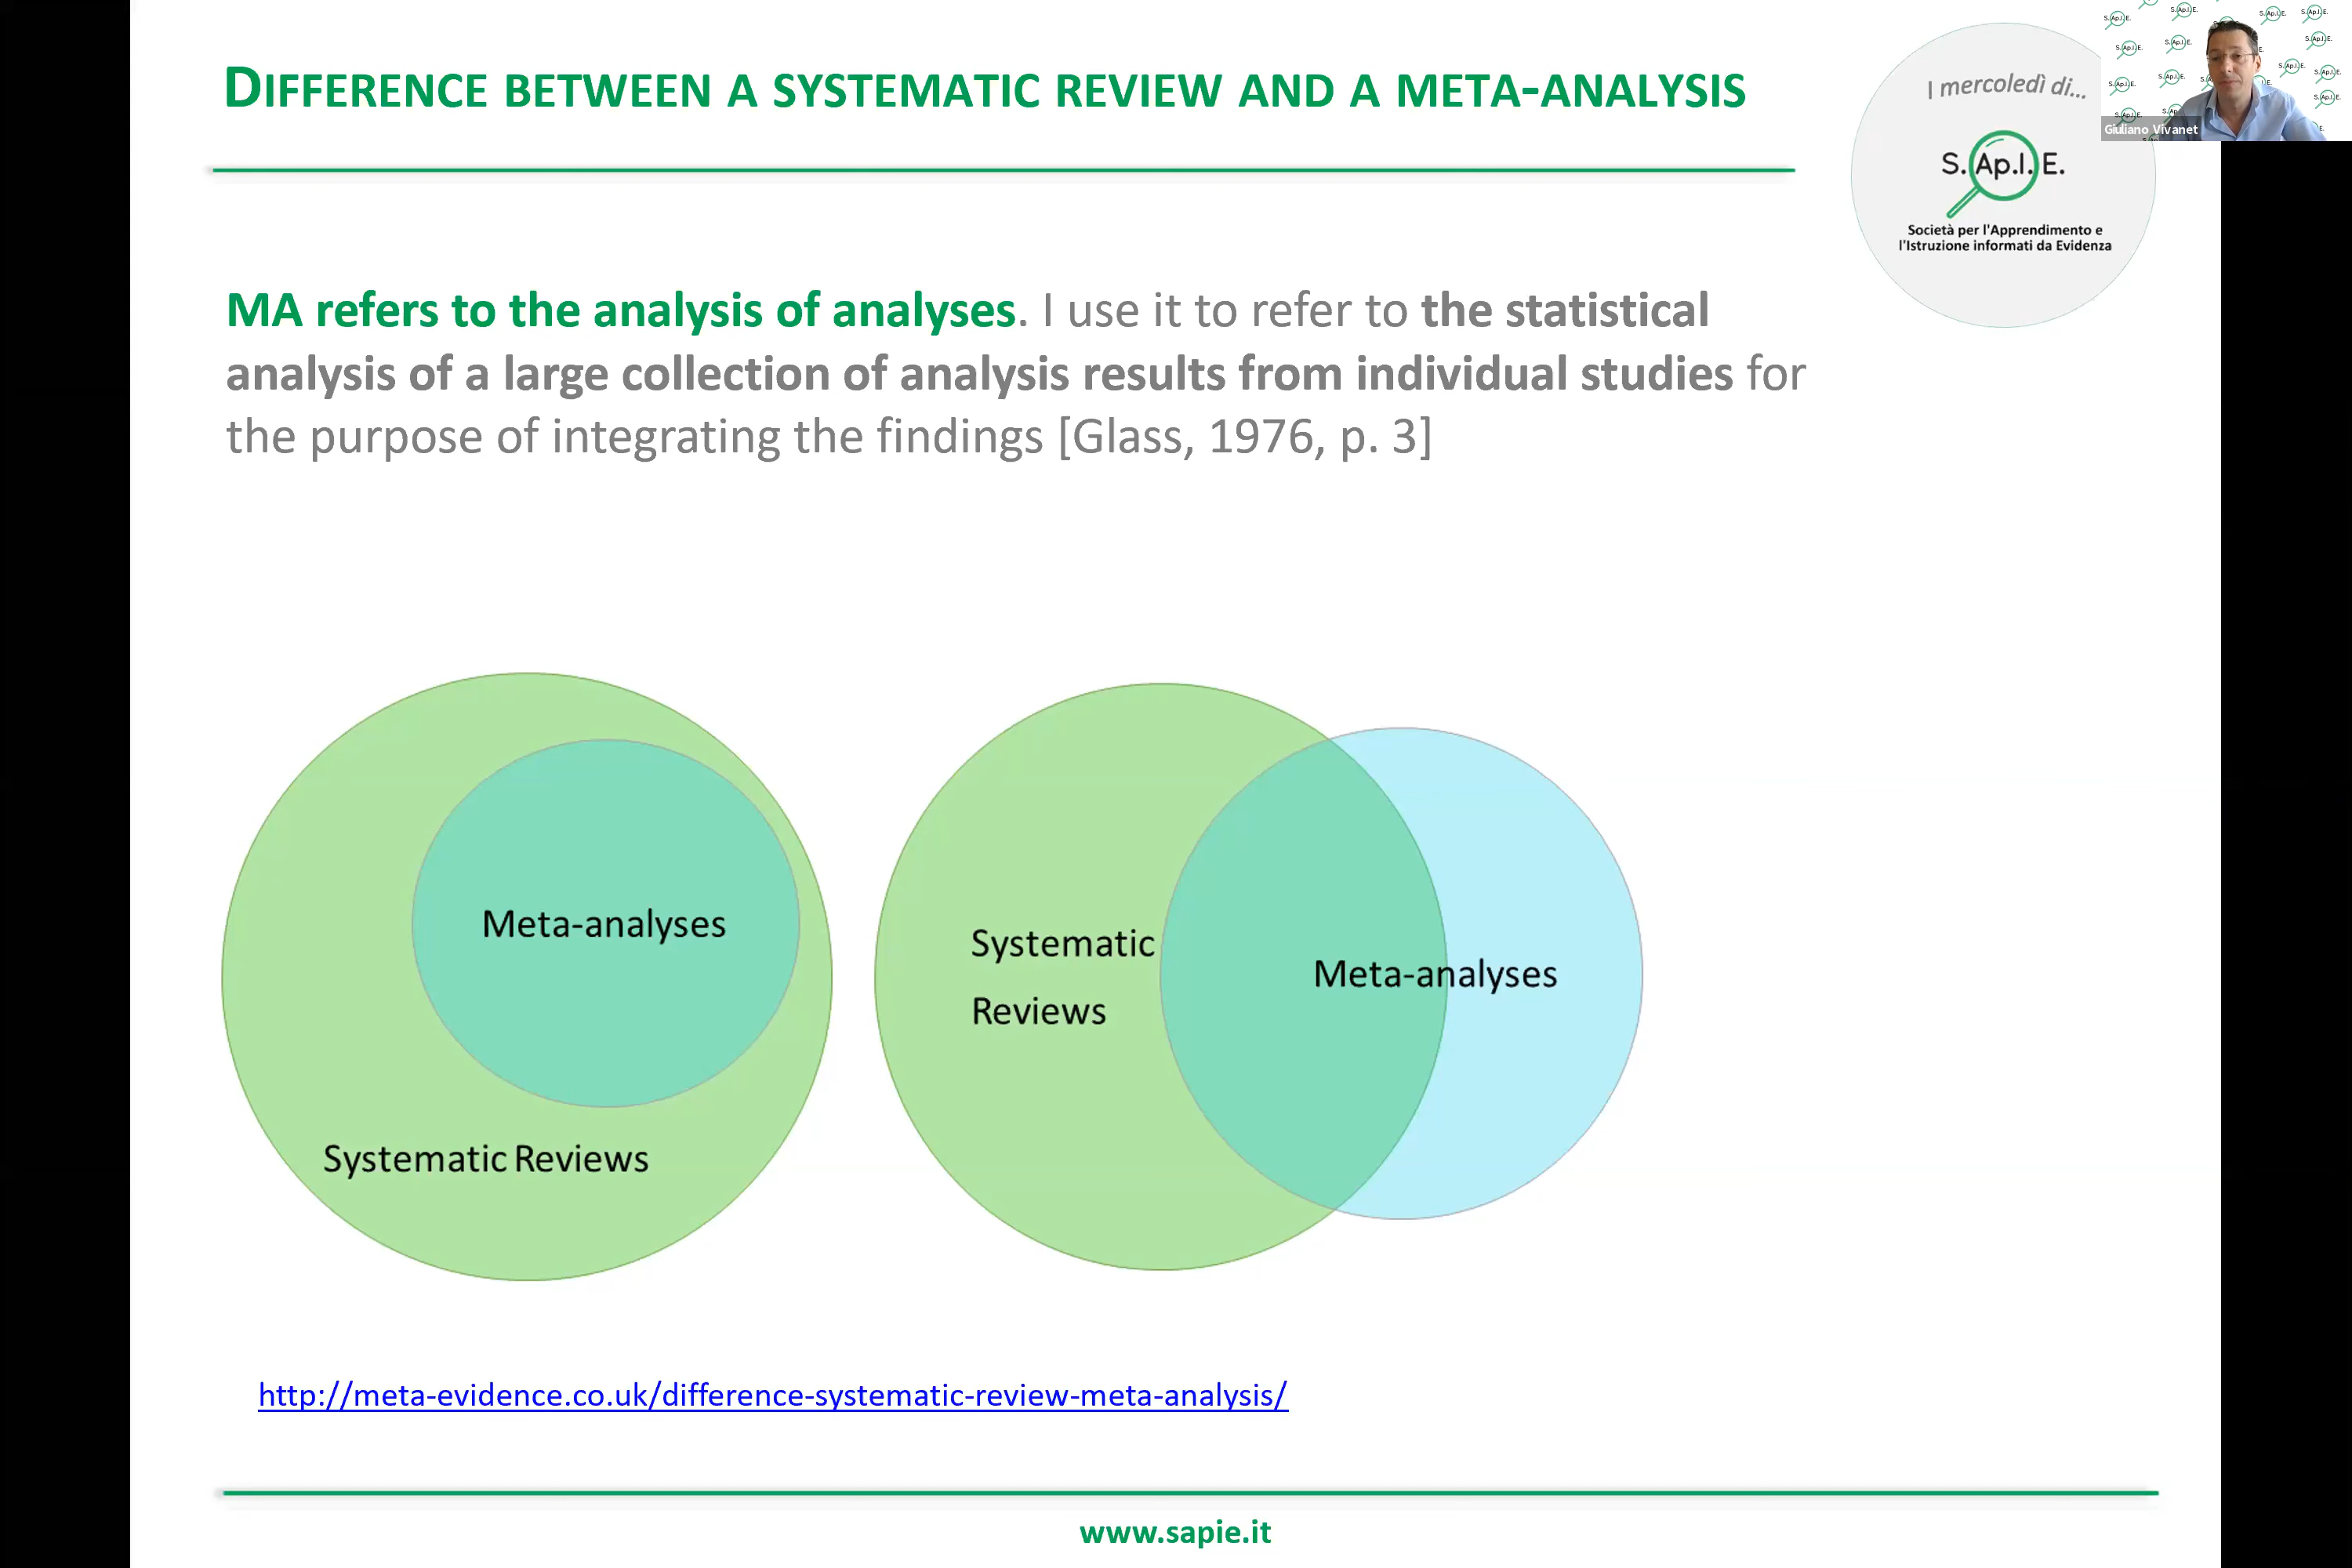 DIFFERENCE BETWEEN A SYSTEMATIC REVIEW AND A META-ANALYSIS
I mercoledì di...
Giuliano Vivanet
S.Ap.I.E.
Società per l'Apprendimento e
l'Istruzione informati da Evidenza
MA refers to the analysis of analyses. I use it to refer to the statistical
analysis of a large collection of analysis results from individual studies for
the purpose of integrating the findings [Glass, 1976, p. 3]
Meta-analyses
Systematic Reviews
Systematic
Reviews
Meta-analyses
http://meta-evidence.co.uk/difference-systematic-review-meta-analysis/
www.sapie.it